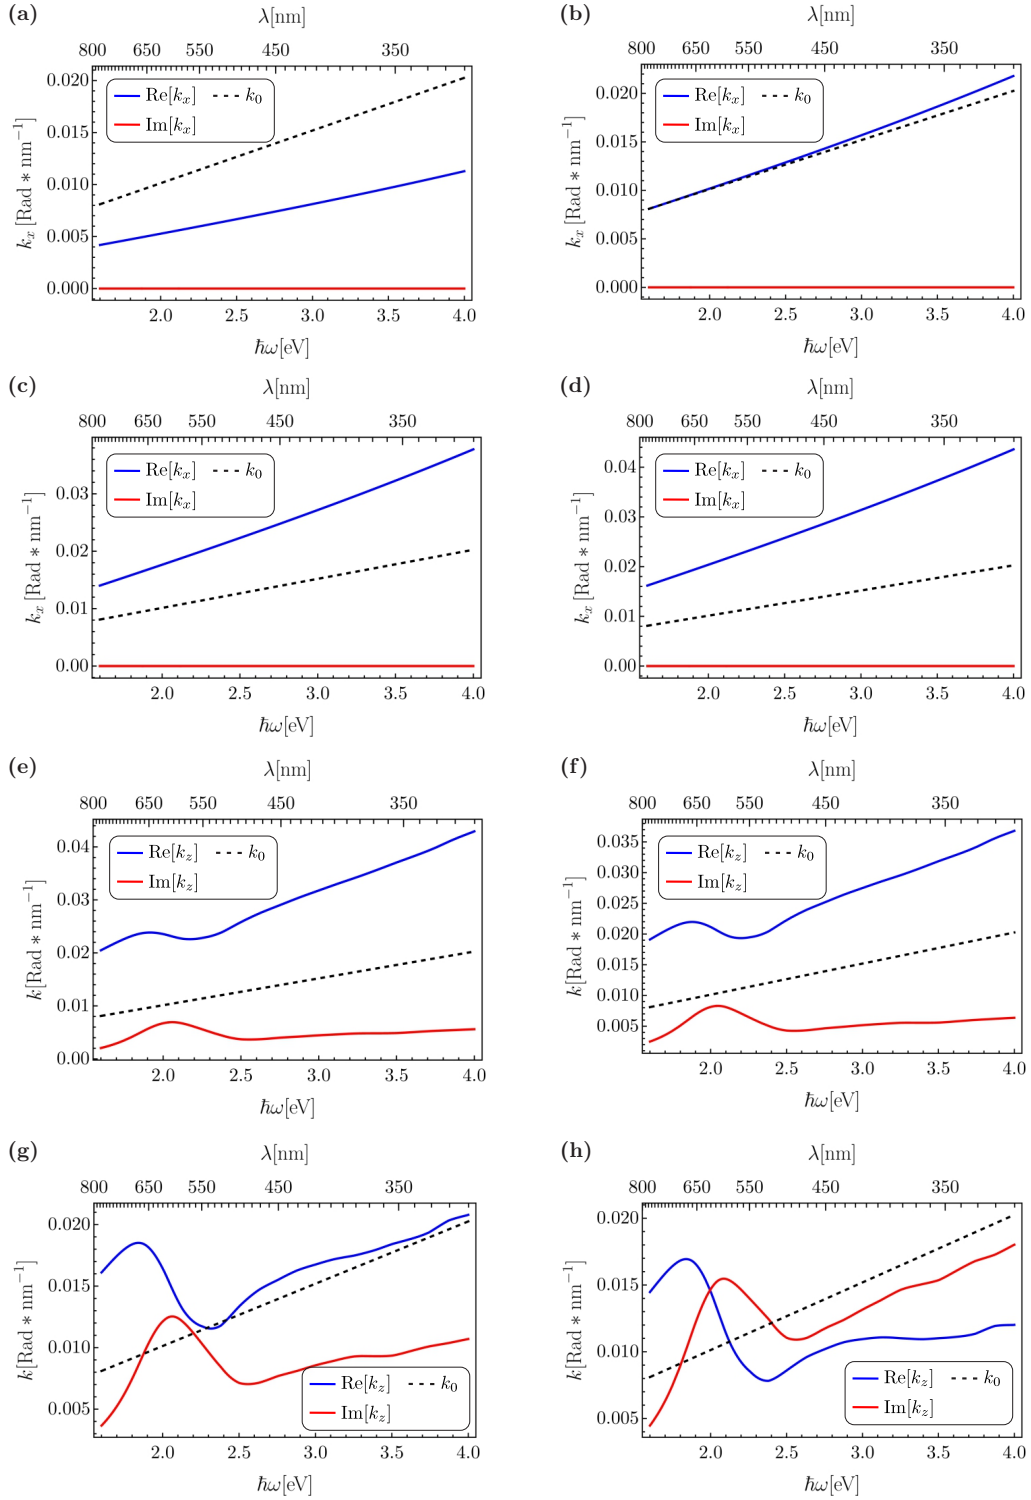 (a)
λ[nm]
800 650 550 450 350
0.020
0.015
0.010
0.005
0.000
k_x [Rad * nm⁻¹]
Re[k_x] k_0
Im[k_x]
2.0 2.5 3.0 3.5 4.0
ħω[eV]
(b)
λ[nm]
800 650 550 450 350
0.020
0.015
0.010
0.005
0.000
k_x [Rad * nm⁻¹]
Re[k_x] k_0
Im[k_x]
2.0 2.5 3.0 3.5 4.0
ħω[eV]
(c)
λ[nm]
800 650 550 450 350
0.03
0.02
0.01
0.00
k_x [Rad * nm⁻¹]
Re[k_x] k_0
Im[k_x]
2.0 2.5 3.0 3.5 4.0
ħω[eV]
(d)
λ[nm]
800 650 550 450 350
0.04
0.03
0.02
0.01
0.00
k_x [Rad * nm⁻¹]
Re[k_x] k_0
Im[k_x]
2.0 2.5 3.0 3.5 4.0
ħω[eV]
(e)
λ[nm]
800 650 550 450 350
0.04
0.03
0.02
0.01
0.00
k[Rad * nm⁻¹]
Re[k_z] k_0
Im[k_z]
2.0 2.5 3.0 3.5 4.0
ħω[eV]
(f)
λ[nm]
800 650 550 450 350
0.035
0.030
0.025
0.020
0.015
0.010
0.005
k[Rad * nm⁻¹]
Re[k_z] k_0
Im[k_z]
2.0 2.5 3.0 3.5 4.0
ħω[eV]
(g)
λ[nm]
800 650 550 450 350
0.020
0.015
0.010
0.005
k[Rad * nm⁻¹]
Re[k_z] k_0
Im[k_z]
2.0 2.5 3.0 3.5 4.0
ħω[eV]
(h)
λ[nm]
800 650 550 450 350
0.020
0.015
0.010
0.005
k[Rad * nm⁻¹]
Re[k_z] k_0
Im[k_z]
2.0 2.5 3.0 3.5 4.0
ħω[eV]